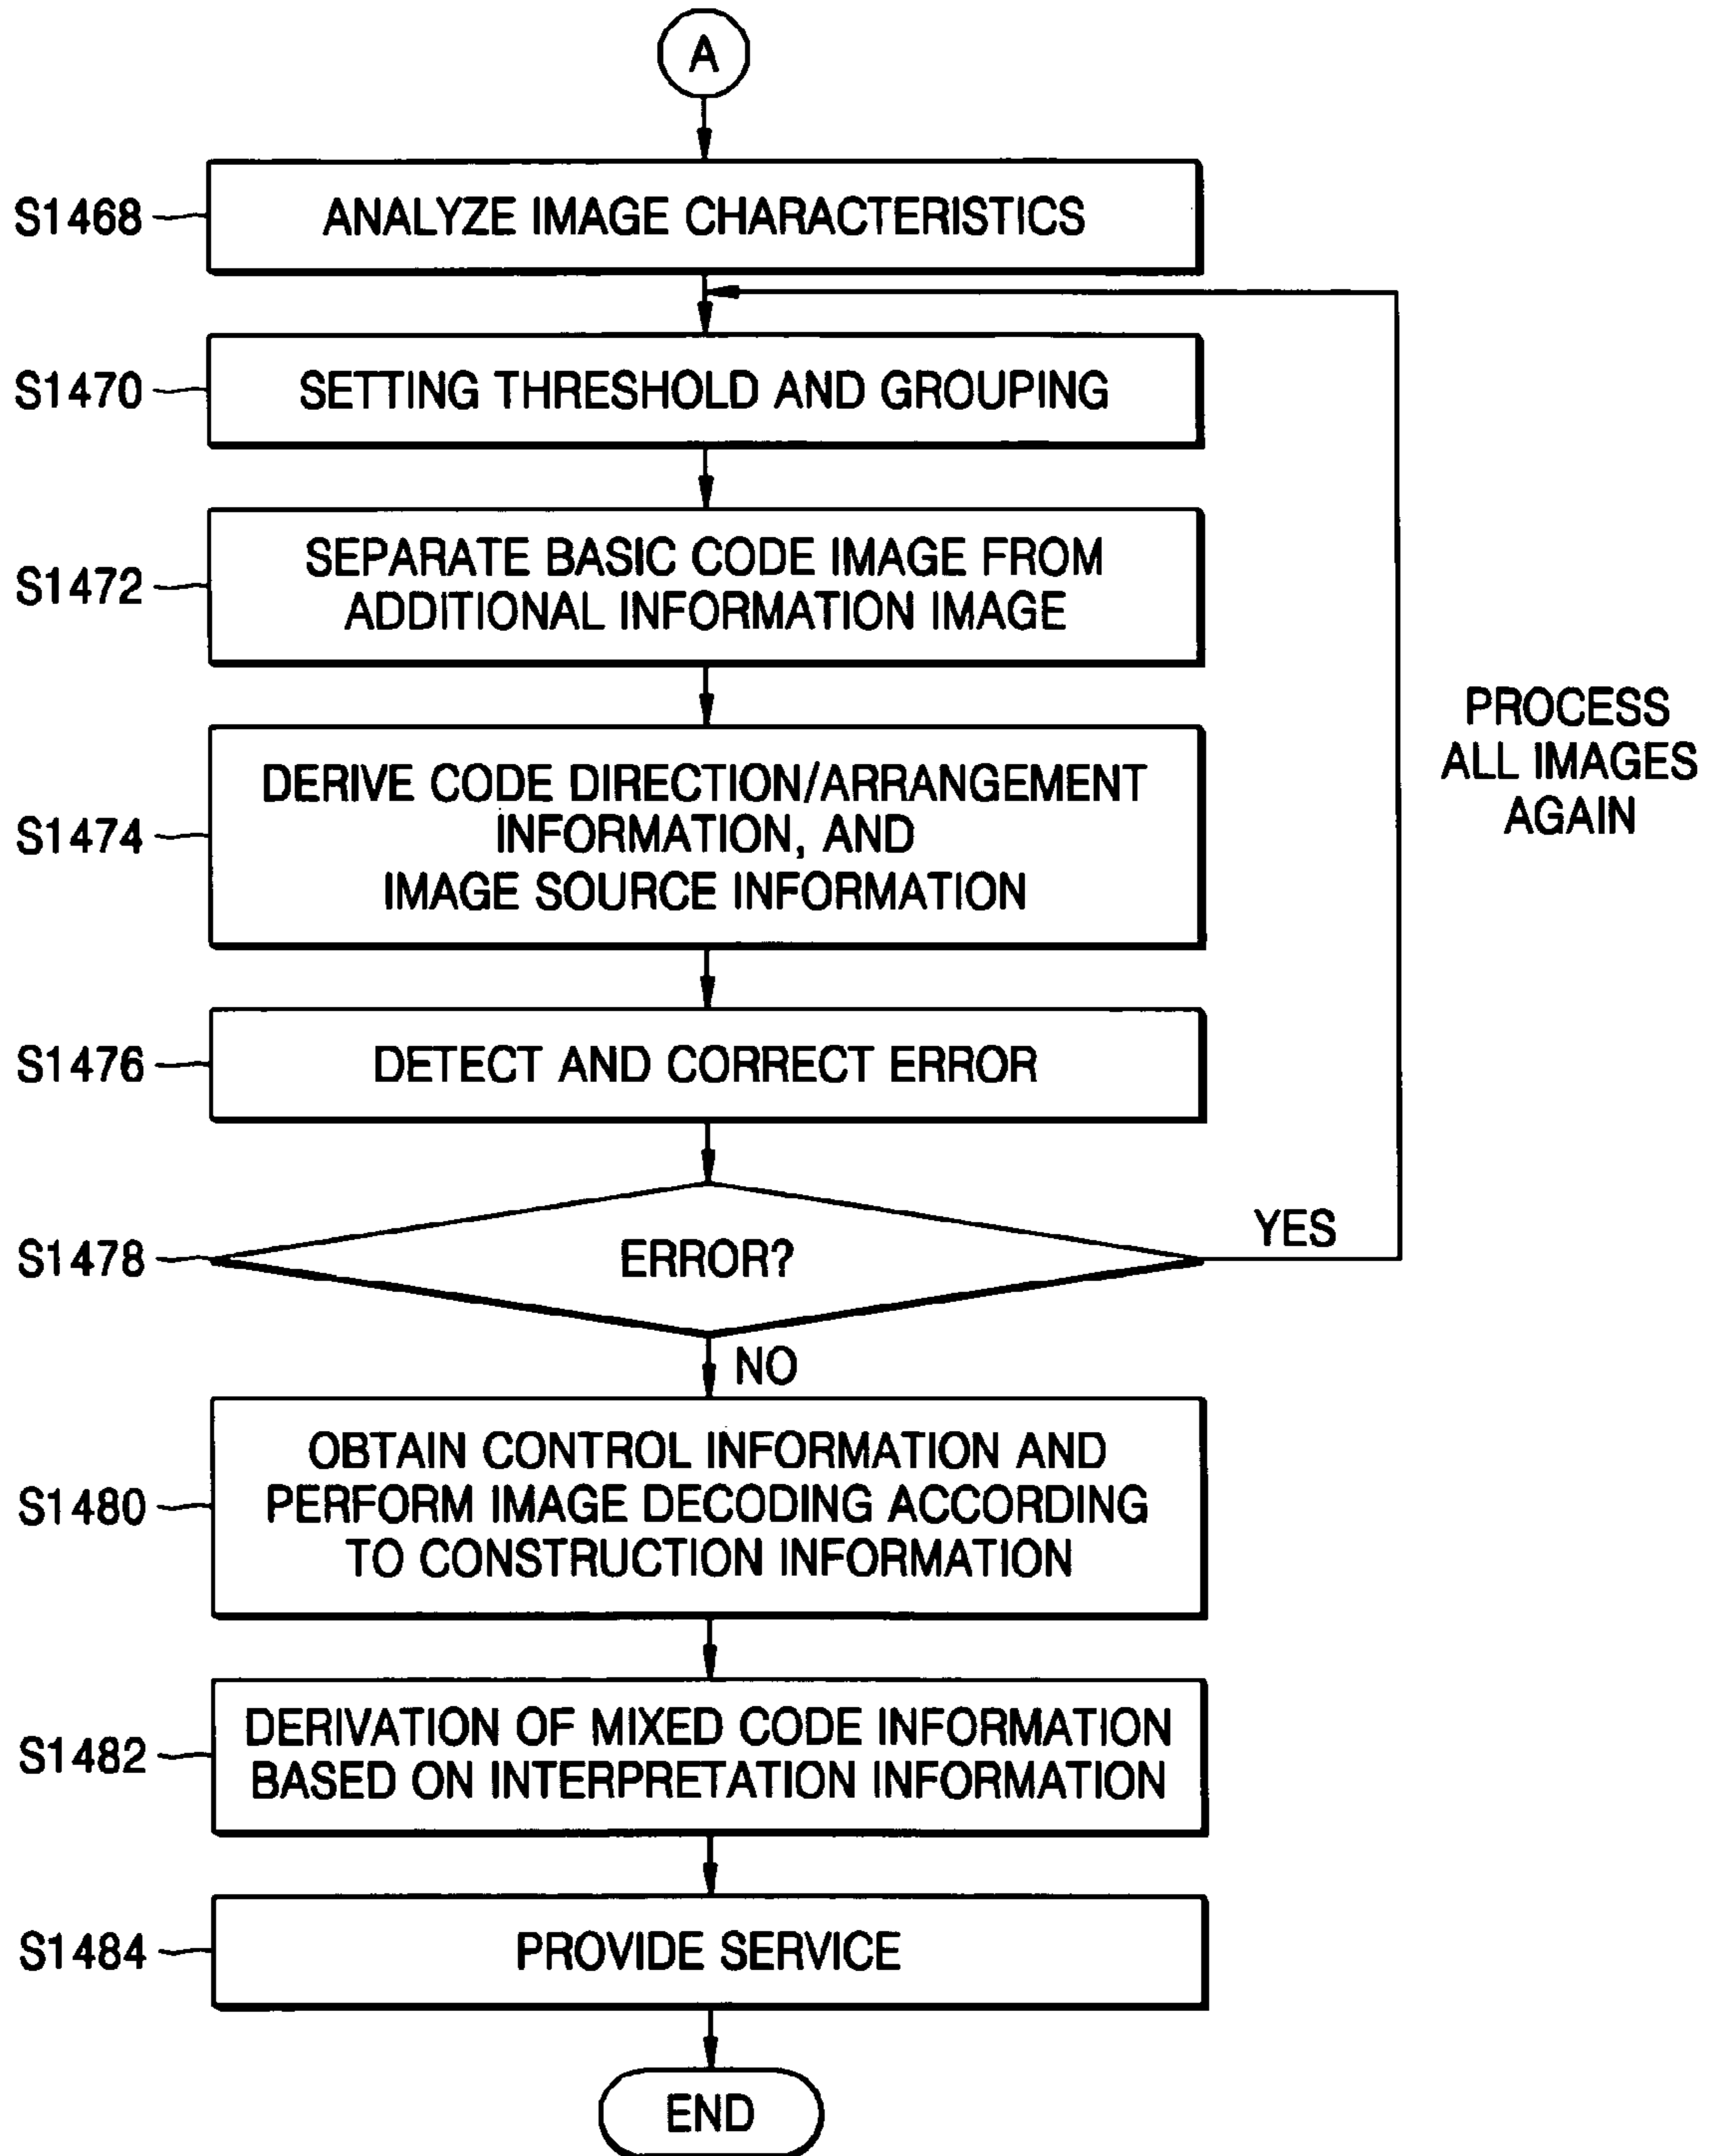 A
S1468
ANALYZE IMAGE CHARACTERISTICS
S1470
SETTING THRESHOLD AND GROUPING
S1472
SEPARATE BASIC CODE IMAGE FROM
ADDITIONAL INFORMATION IMAGE
PROCESS
ALL IMAGES
AGAIN
S1474
DERIVE CODE DIRECTION/ARRANGEMENT
INFORMATION, AND
IMAGE SOURCE INFORMATION
S1476
DETECT AND CORRECT ERROR
S1478
ERROR?
YES
NO
S1480
OBTAIN CONTROL INFORMATION AND
PERFORM IMAGE DECODING ACCORDING
TO CONSTRUCTION INFORMATION
S1482
DERIVATION OF MIXED CODE INFORMATION
BASED ON INTERPRETATION INFORMATION
S1484
PROVIDE SERVICE
END